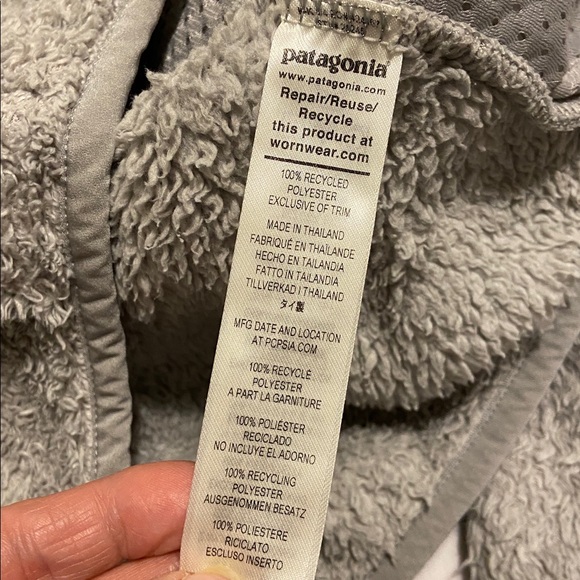 patagonia
www.patagonia.com
Repair/Reuse/
Recycle
this product at
wornwear.com
100% RECYCLED
POLYESTER
EXCLUSIVE OF TRIM
MADE IN THAILAND
FABRIQUÉ EN THAÏLANDE
HECHO EN TAILANDIA
FATTO IN TAILANDIA
TILLVERKAD I THAILAND
タイ製
MFG DATE AND LOCATION
AT PCPSIA.COM
100% RECYCLÉ
POLYESTER
A PART LA GARNITURE
100% POLIÉSTER
RECICLADO
NO INCLUYE EL ADORNO
100% RECYCLING
POLYESTER
AUSGENOMMEN BESATZ
100% POLIESTERE
RICICLATO
ESCLUSO INSERTO